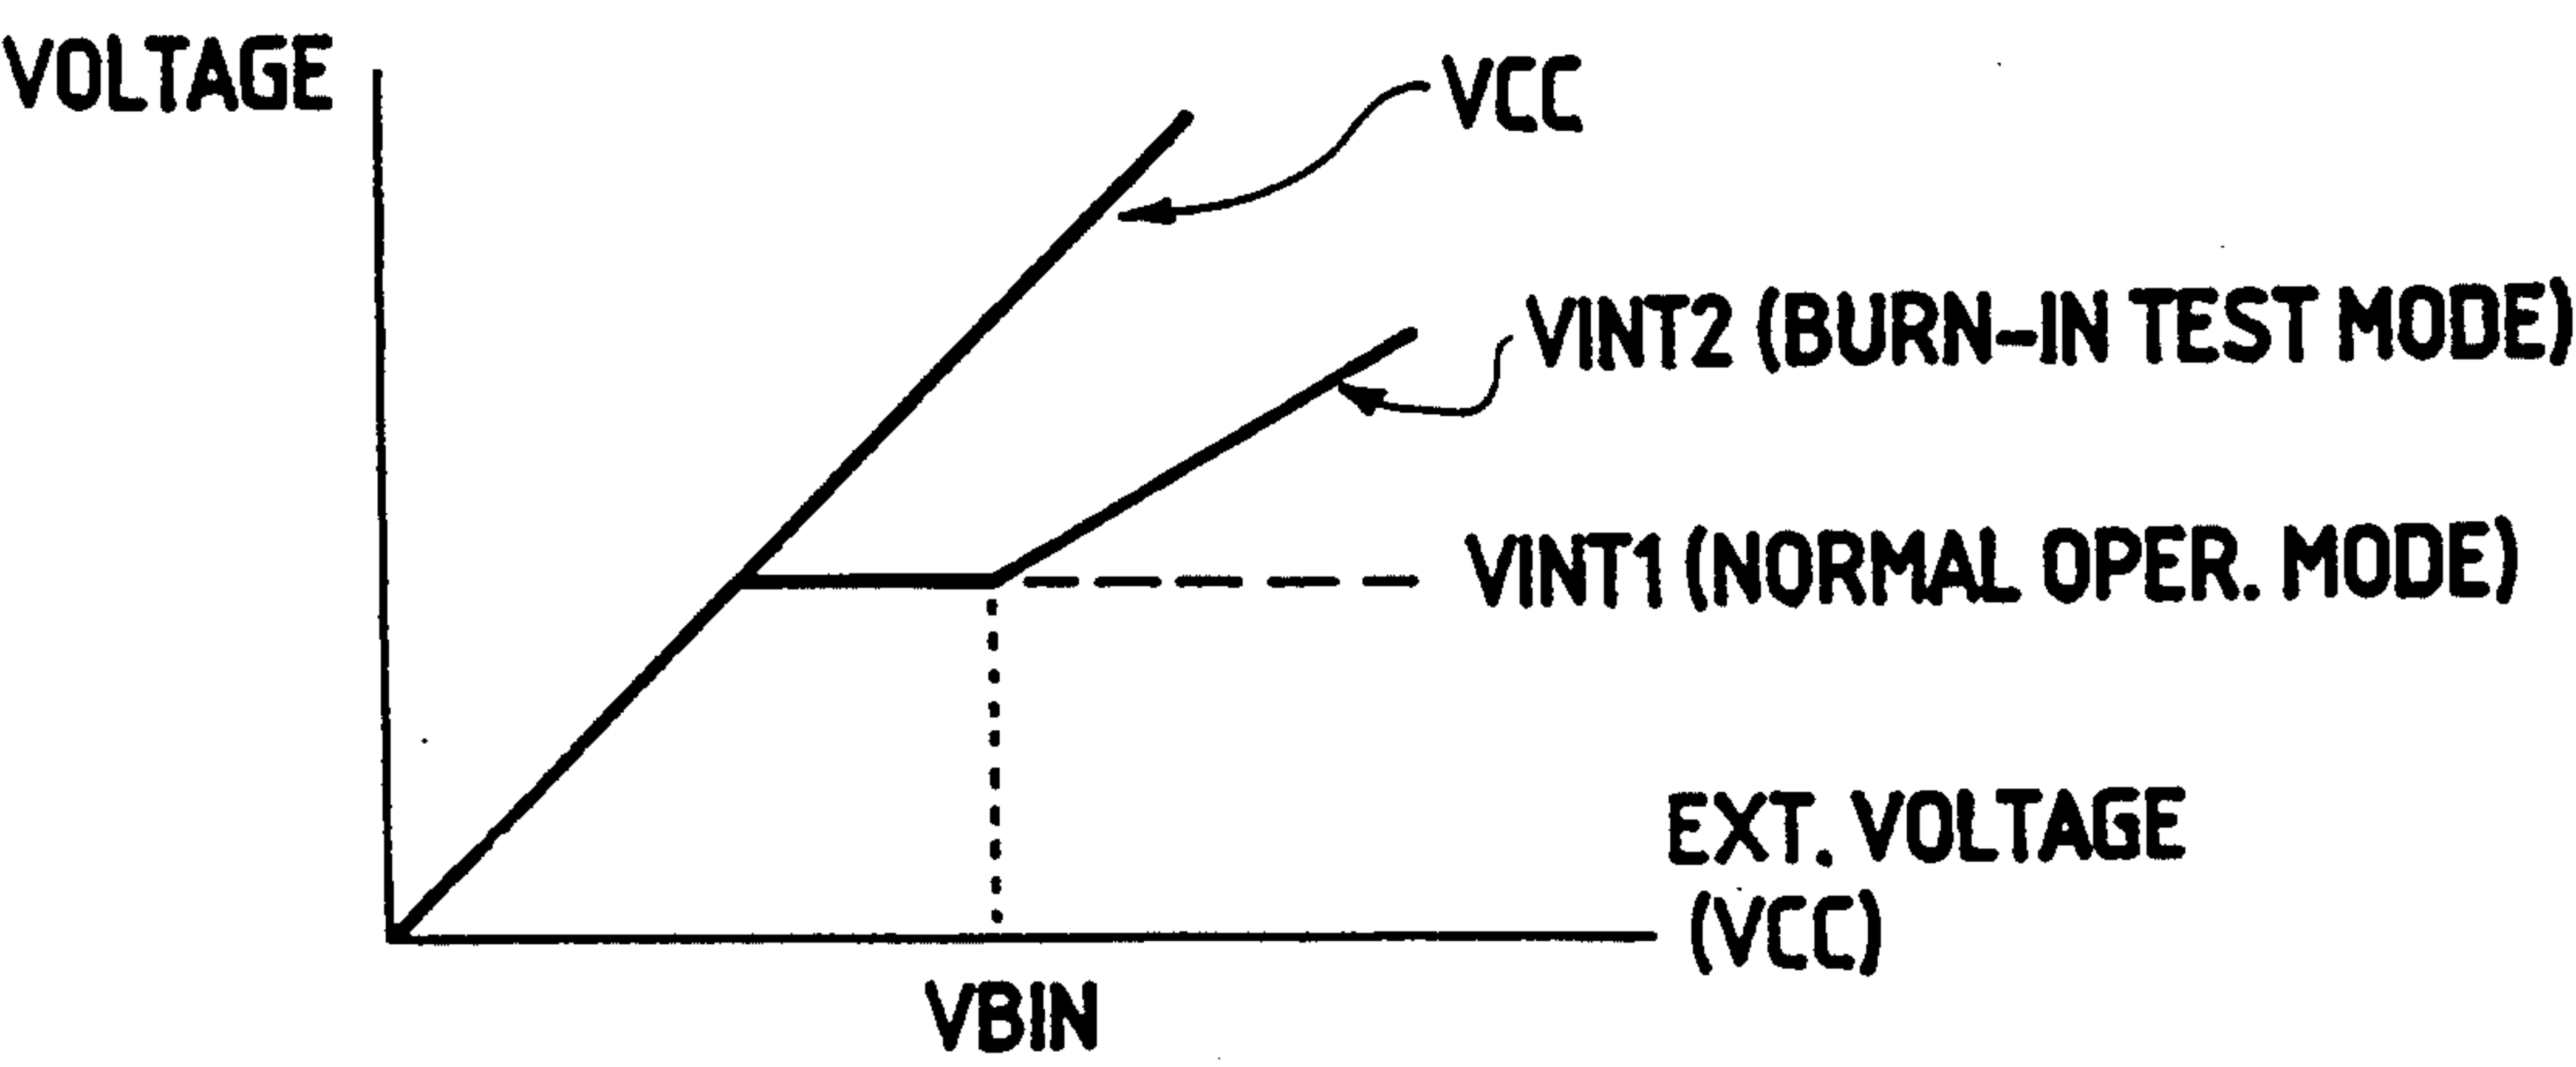 VOLTAGE
VCC
VINT2 (BURN-IN TEST MODE)
VINT1 (NORMAL OPER. MODE)
EXT. VOLTAGE
(VCC)
VBIN